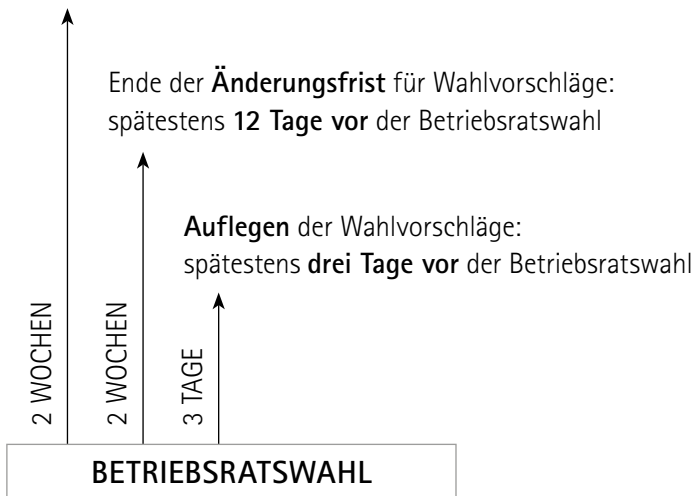 Ende der Änderungsfrist für Wahlvorschläge:
spätestens 12 Tage vor der Betriebsratswahl
Auflegen der Wahlvorschläge:
spätestens drei Tage vor der Betriebsratswahl
2 WOCHEN
2 WOCHEN
3 TAGE
BETRIEBSRATSWAHL